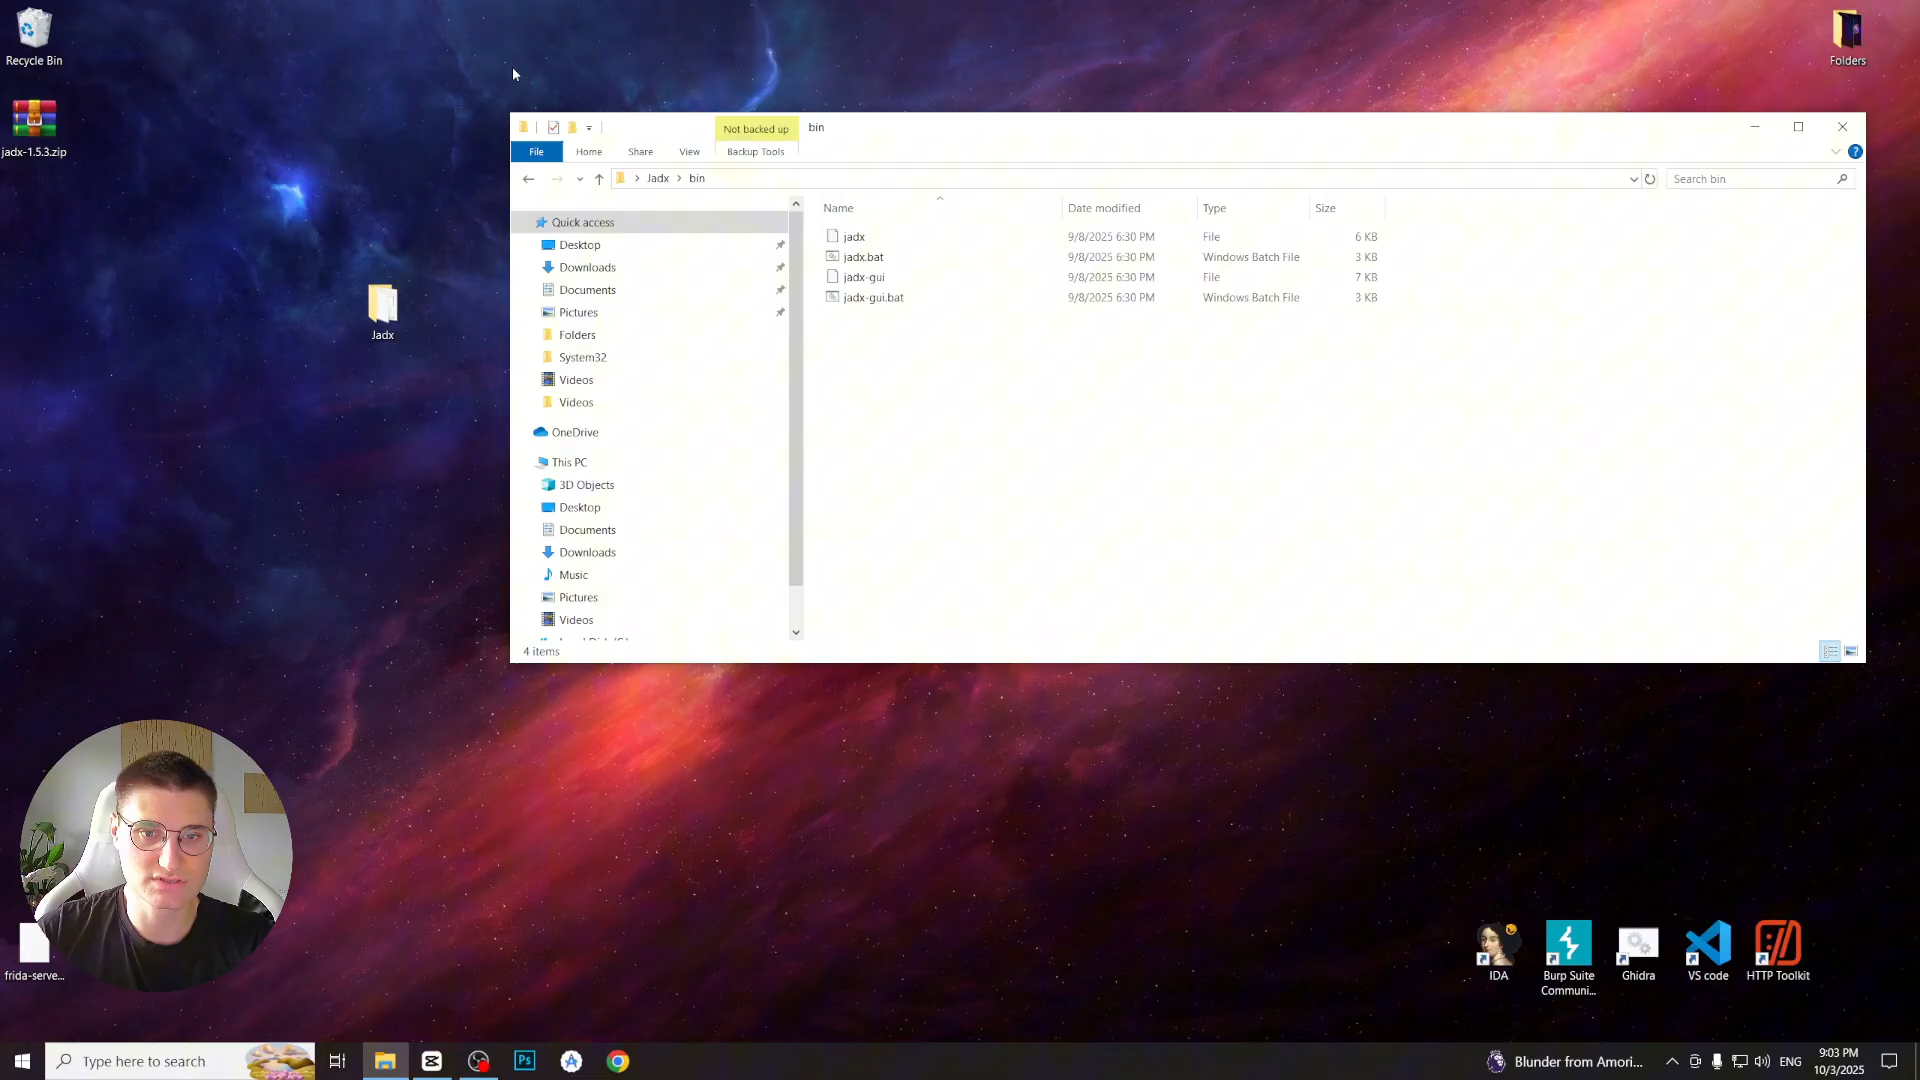 Recycle Bin
jadx-1.5.3.zip
Jadx
frida-serve...
Folders
Not backed up
bin
File
Home
Share
View
Backup Tools
Jadx
bin
Search bin
Name
Date modified
Type
Size
jadx
9/8/2025 6:30 PM
File
6 KB
jadx.bat
9/8/2025 6:30 PM
Windows Batch File
3 KB
jadx-gui
9/8/2025 6:30 PM
File
7 KB
jadx-gui.bat
9/8/2025 6:30 PM
Windows Batch File
3 KB
Quick access
Desktop
Downloads
Documents
Pictures
Folders
System32
Videos
Videos
OneDrive
This PC
3D Objects
Desktop
Documents
Downloads
Music
Pictures
Videos
4 items
IDA
Burp Suite
Communi...
Ghidra
VS code
HTTP Toolkit
Type here to search
Ps
Blunder from Amori...
ENG
9:03 PM
10/3/2025